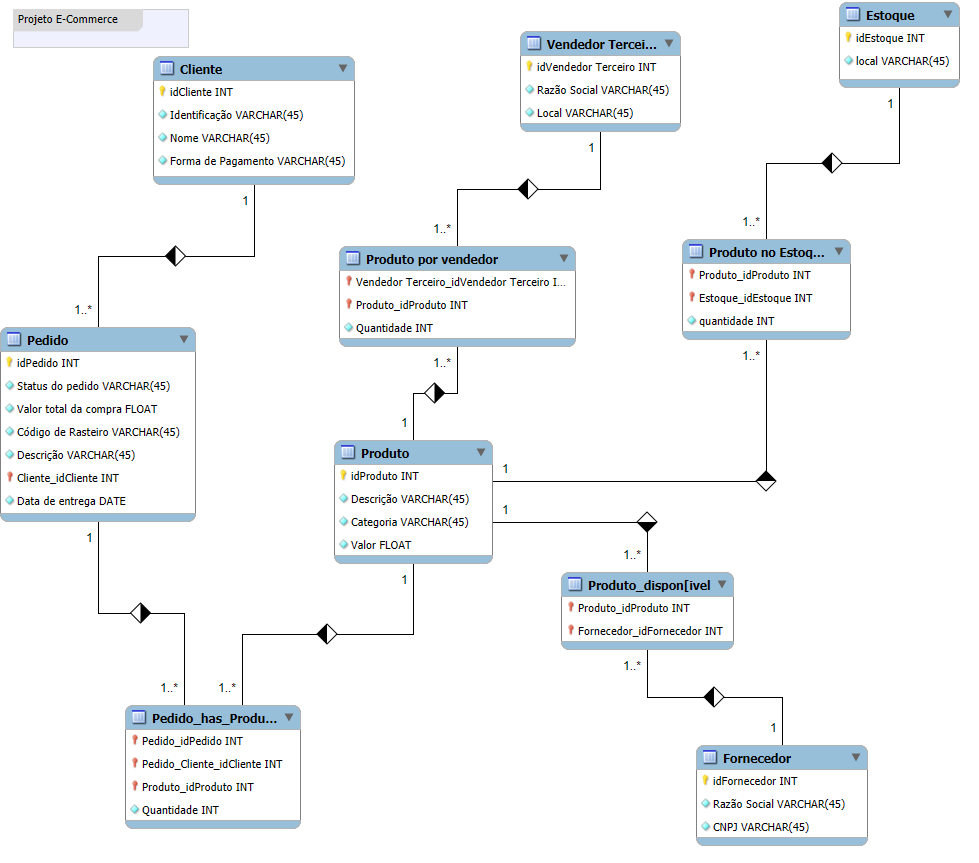 Projeto E-Commerce
Estoque
idEstoque INT
local VARCHAR(45)
1
Vendedor Tercei...
idVendedor Terceiro INT
Razão Social VARCHAR(45)
Local VARCHAR(45)
1
Cliente
idCliente INT
Identificação VARCHAR(45)
Nome VARCHAR(45)
Forma de Pagamento VARCHAR(45)
1
1..*
1..*
1..*
Produto por vendedor
Vendedor Terceiro_idVendedor Terceiro I...
Produto_idProduto INT
Quantidade INT
1..*
Produto no Estoq...
Produto_idProduto INT
Estoque_idEstoque INT
quantidade INT
1..*
Pedido
idPedido INT
Status do pedido VARCHAR(45)
Valor total da compra FLOAT
Código de Rasteiro VARCHAR(45)
Descrição VARCHAR(45)
Cliente_idCliente INT
Data de entrega DATE
1
1
Produto
idProduto INT
Descrição VARCHAR(45)
Categoria VARCHAR(45)
Valor FLOAT
1
1
1
1..*
Produto_dispon[ivel
Produto_idProduto INT
Fornecedor_idFornecedor INT
1..*
1..*
1..*
Pedido_has_Produ...
Pedido_idPedido INT
Pedido_Cliente_idCliente INT
Produto_idProduto INT
Quantidade INT
1
Fornecedor
idFornecedor INT
Razão Social VARCHAR(45)
CNPJ VARCHAR(45)